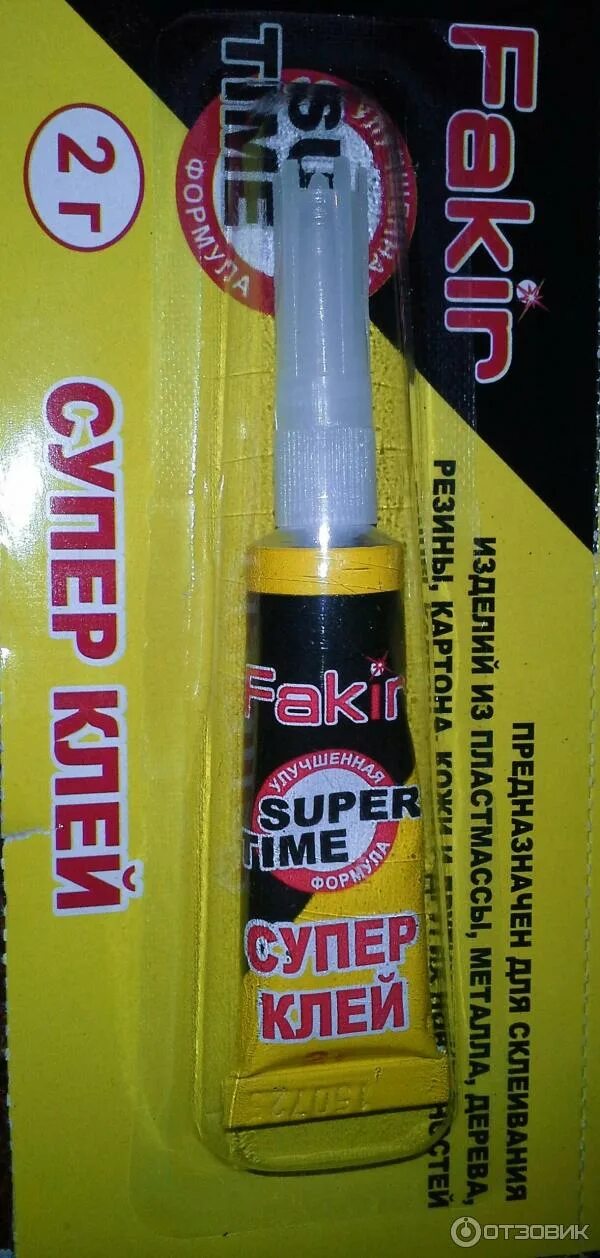 Fakir
SUPER
TIME
УЛУЧШЕННАЯ
ФОРМУЛА
2 г
СУПЕР КЛЕЙ
ПРЕДНАЗНАЧЕН ДЛЯ СКЛЕИВАНИЯ
ИЗДЕЛИЙ ИЗ ПЛАСТМАССЫ, МЕТАЛЛА, ДЕРЕВА,
РЕЗИНЫ, КАРТОНА, КОЖИ И
Fakir
УЛУЧШЕННАЯ
SUPER
TIME
ФОРМУЛА
СУПЕР
КЛЕЙ
ОТЗОВИК